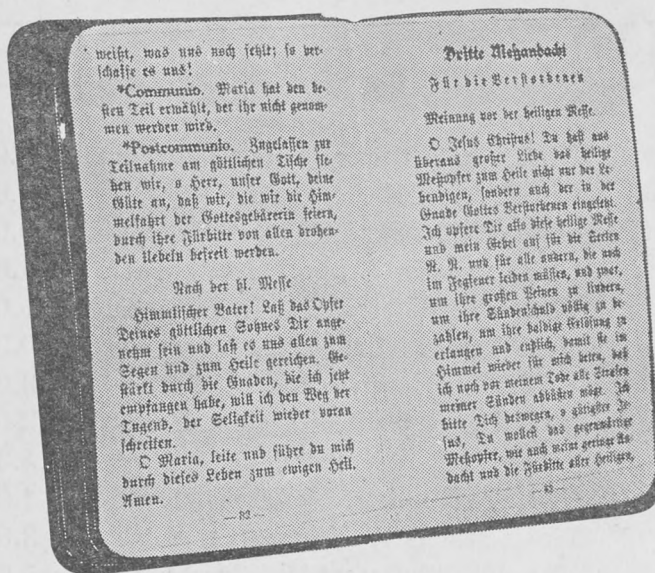 weißt, was uns noch fehlt; so ver-
schaffe es uns!
*Communio. Maria hat den be-
sten Teil erwählt, der ihr nicht genom-
men werden wird.
*Postcommunio. Zugelassen zur
Teilnahme am göttlichen Tische fle-
hen wir, o Herr, unser Gott, deine
Güte an, daß wir, die wir die Him-
melfahrt der Gottesgebärerin feiern,
durch ihre Fürbitte von allen drohen-
den Uebeln befreit werden.
Nach der hl. Messe
Himmlischer Vater! Laß das Opfer
Deines göttlichen Sohnes Dir ange-
nehm sein und laß es uns allen zum
Segen und zum Heile gereichen. Ge-
stärkt durch die Gnaden, die ich jetzt
empfangen habe, will ich den Weg der
Tugend, der Seligkeit wieder voran
schreiten.
O Maria, leite und führe du mich
durch dieses Leben zum ewigen Heil.
Amen.
— 82 —
Dritte Meßandacht
Für die Verstorbenen
Meinung vor der heiligen Messe.
O Jesus Christus! Du hast aus
überaus großer Liebe das heilige
Meßopfer zum Heile nicht nur der Le-
bendigen, sondern auch der in der
Gnade Gottes Verstorbenen eingesetzt.
Ich opfere Dir also diese heilige Messe
und mein Gebet auf für die Seelen
N. N. und für alle andern, die noch
im Fegfeuer leiden müssen, und zwar,
um ihre großen Peinen zu lindern,
um ihre Sündenschuld völlig zu be-
zahlen, um ihre baldige Erlösung zu
erlangen und endlich, damit sie im
Himmel wieder für mich beten, daß
ich noch vor meinem Tode alle Strafen
meiner Sünden abbüßen möge. Ich
bitte Dich deswegen, o gütigster Je-
sus, Du wollest das gegenwärtige
Meßopfer, wie auch meine geringe An-
dacht und die Fürbitte aller Heiligen,
— 83 —